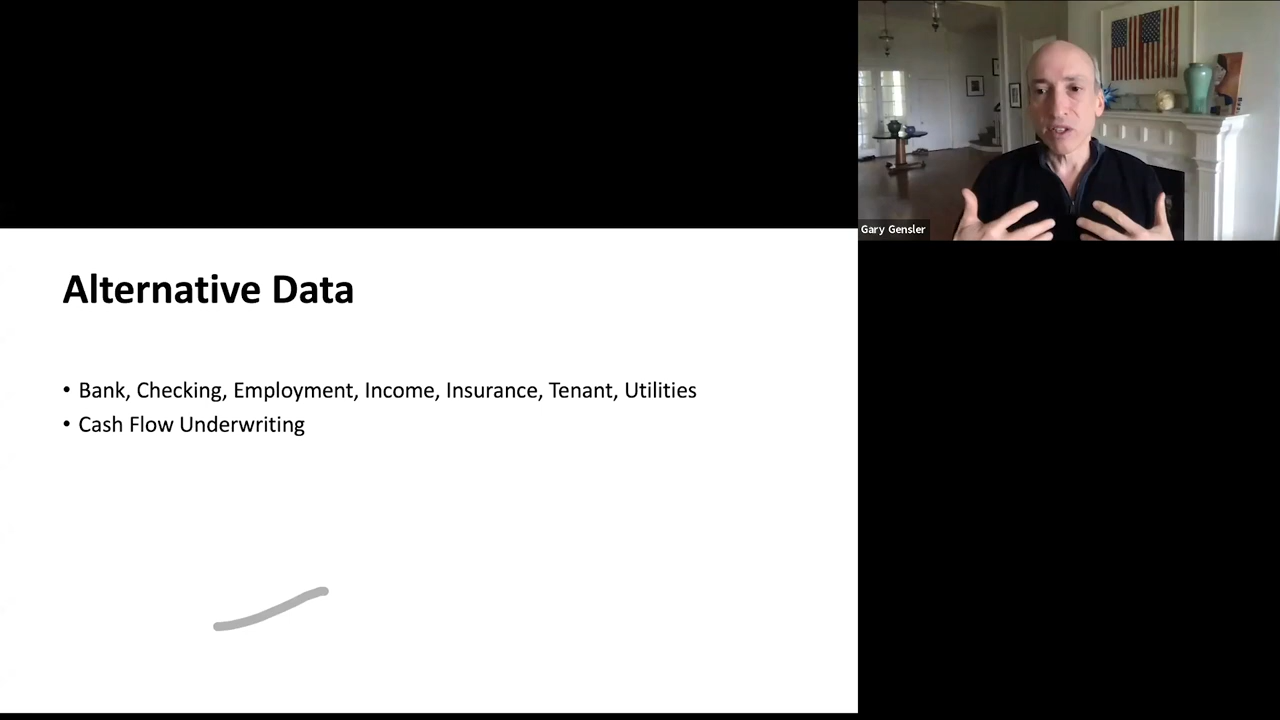 Gary Gensler
Alternative Data
• Bank, Checking, Employment, Income, Insurance, Tenant, Utilities
• Cash Flow Underwriting